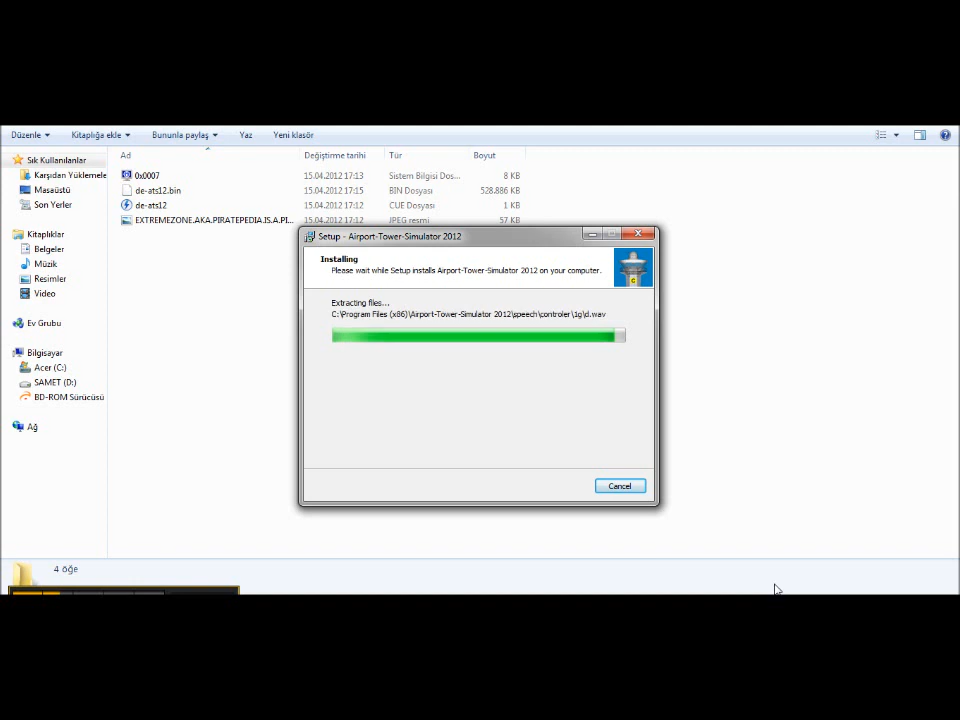 Düzenle Kitaplığa ekle Bununla paylaş Yaz Yeni klasör
Sık Kullanılanlar
Karşıdan Yüklemele
Masaüstü
Son Yerler
Kitaplıklar
Belgeler
Müzik
Resimler
Video
Ev Grubu
Bilgisayar
Acer (C:)
SAMET (D:)
BD-ROM Sürücüsü
Ağ
Ad Değiştirme tarihi Tür Boyut
0x0007 15.04.2012 17:13 Sistem Bilgisi Dos... 8 KB
de-ats12.bin 15.04.2012 17:15 BIN Dosyası 528.886 KB
de-ats12 15.04.2012 17:12 CUE Dosyası 1 KB
EXTREMEZONE.AKA.PIRATEPEDIA.IS.A.PI... 15.04.2012 17:12 JPEG resmi 57 KB
Setup - Airport-Tower-Simulator 2012
Installing
Please wait while Setup installs Airport-Tower-Simulator 2012 on your computer.
Extracting files...
C:\Program Files (x86)\Airport-Tower-Simulator 2012\speech\controler\1g\d.wav
Cancel
4 öğe